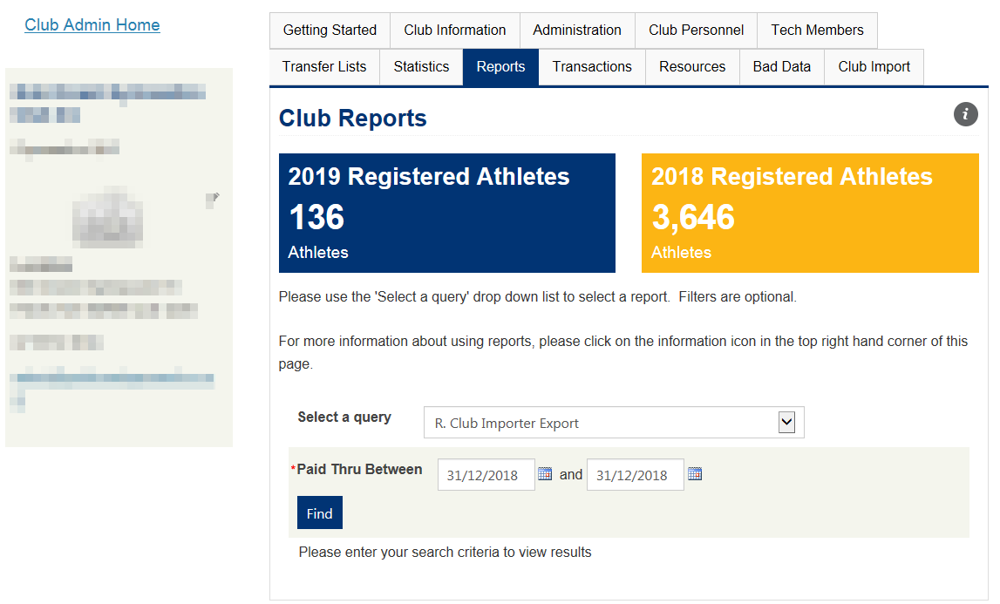 Club Admin Home
Getting Started Club Information Administration Club Personnel Tech Members
Transfer Lists Statistics Reports Transactions Resources Bad Data Club Import
Club Reports
i
2019 Registered Athletes
136
Athletes
2018 Registered Athletes
3,646
Athletes
Please use the 'Select a query' drop down list to select a report. Filters are optional.
For more information about using reports, please click on the information icon in the top right hand corner of this
page.
Select a query R. Club Importer Export
*Paid Thru Between 31/12/2018 and 31/12/2018
Find
Please enter your search criteria to view results